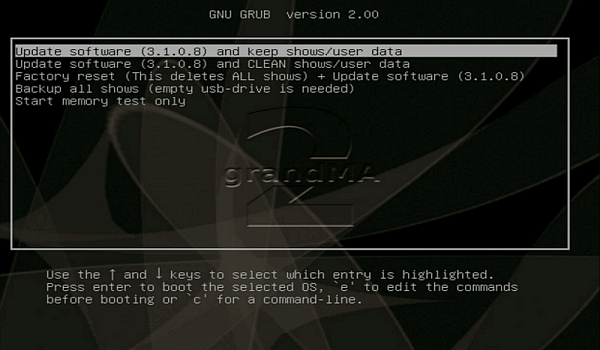 GNU GRUB version 2.00
Update software (3.1.0.8) and keep shows/user data
Update software (3.1.0.8) and CLEAN shows/user data
Factory reset (This deletes ALL shows) + Update software (3.1.0.8)
Backup all shows (empty usb-drive is needed)
Start memory test only
2
grandMA
Use the ↑ and ↓ keys to select which entry is highlighted.
Press enter to boot the selected OS, `e' to edit the commands
before booting or `c' for a command-line.